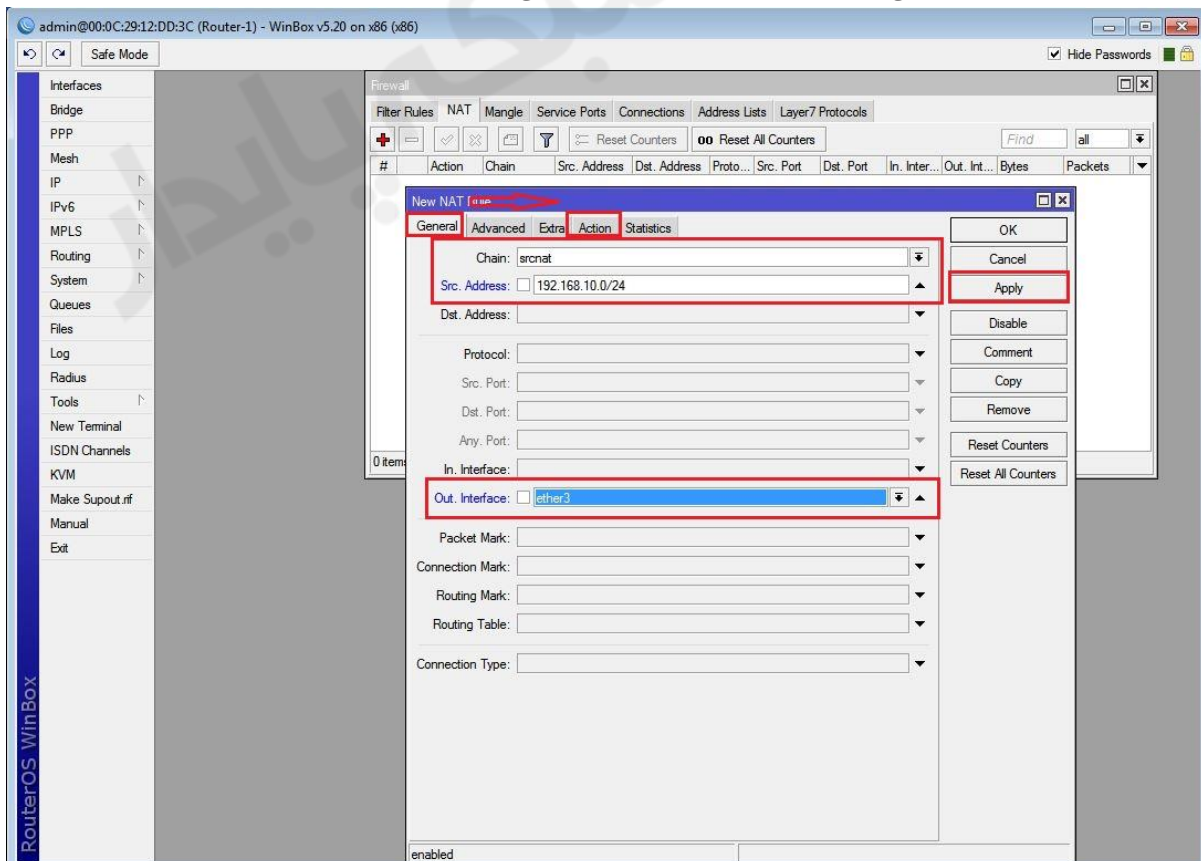 admin@00:0C:29:12:DD:3C (Router-1) - WinBox v5.20 on x86 (x86)
Safe Mode
Hide Passwords
Interfaces
Bridge
PPP
Mesh
IP
IPv6
MPLS
Routing
System
Queues
Files
Log
Radius
Tools
New Terminal
ISDN Channels
KVM
Make Supout.rif
Manual
Exit
RouterOS WinBox
Firewall
Filter Rules NAT Mangle Service Ports Connections Address Lists Layer7 Protocols
Reset Counters 00 Reset All Counters Find all
# Action Chain Src. Address Dst. Address Proto... Src. Port Dst. Port In. Inter... Out. Int... Bytes Packets
0 items
New NAT Rule
General Advanced Extra Action Statistics
Chain: srcnat
Src. Address: 192.168.10.0/24
Dst. Address:
Protocol:
Src. Port:
Dst. Port:
Any. Port:
In. Interface:
Out. Interface: ether3
Packet Mark:
Connection Mark:
Routing Mark:
Routing Table:
Connection Type:
OK
Cancel
Apply
Disable
Comment
Copy
Remove
Reset Counters
Reset All Counters
enabled